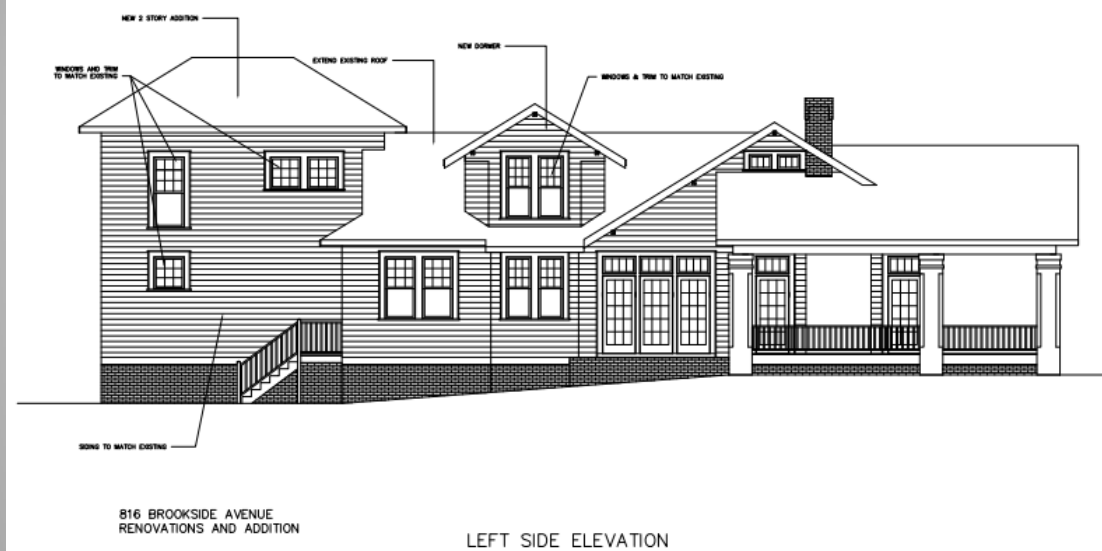 NEW 2 STORY ADDITION
NEW DORMER
EXTEND EXISTING ROOF
WINDOWS AND TRIM
TO MATCH EXISTING
WINDOWS & TRIM TO MATCH EXISTING
SIDING TO MATCH EXISTING
816 BROOKSIDE AVENUE
RENOVATIONS AND ADDITION
LEFT SIDE ELEVATION